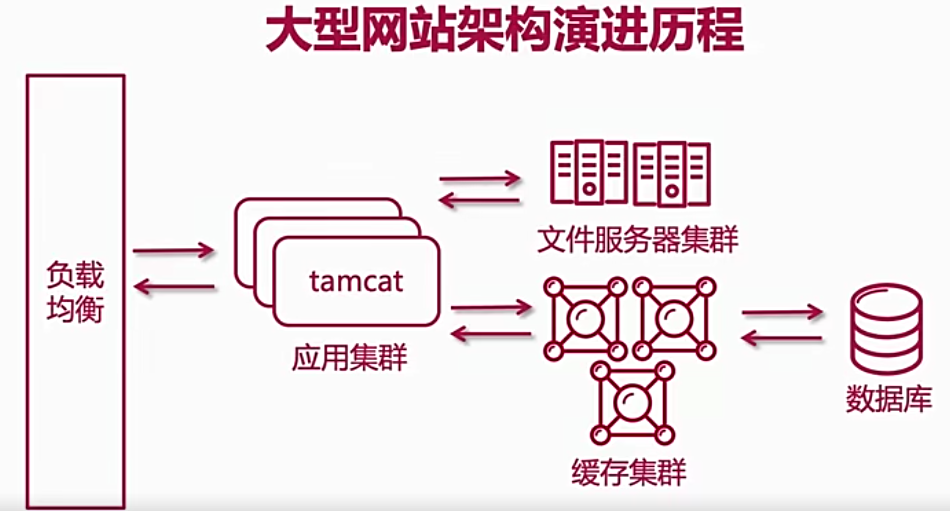 大型网站架构演进历程
负载
均衡
tamcat
应用集群
文件服务器集群
缓存集群
数据库